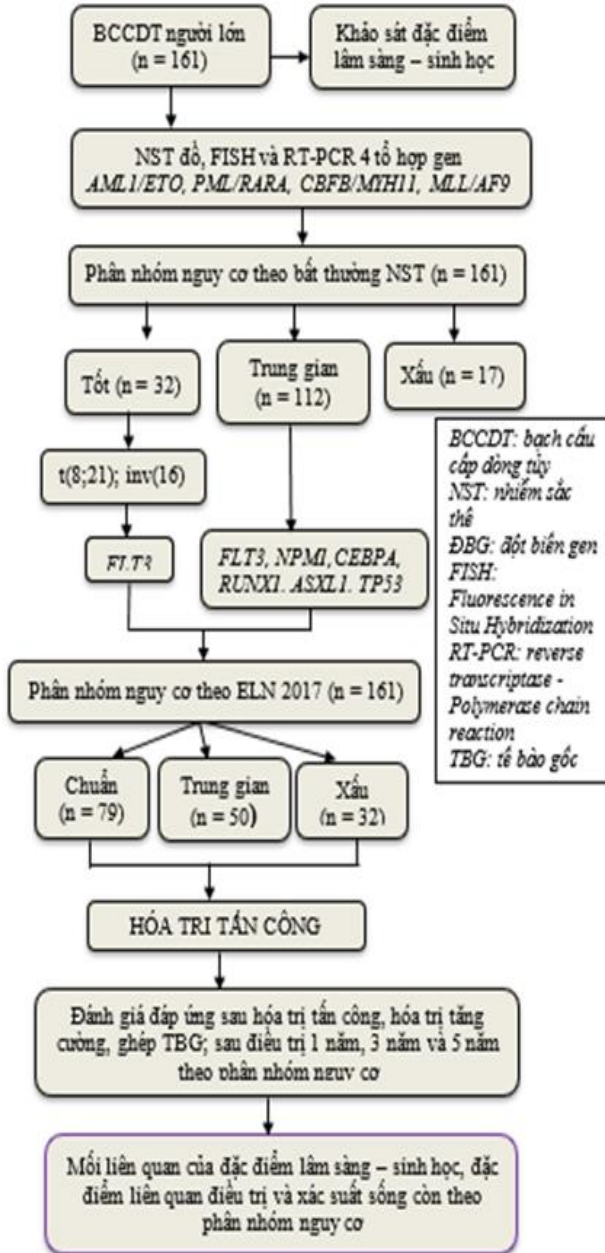 BCCDT người lớn
(n = 161)
Khảo sát đặc điểm
lâm sàng – sinh học
NST đồ, FISH và RT-PCR 4 tổ hợp gen
AML1/ETO, PML/RARA, CBFB/MYH11, MLL/AF9
Phân nhóm nguy cơ theo bất thường NST (n = 161)
Tốt (n = 32)
Trung gian
(n = 112)
Xấu (n = 17)
t(8;21); inv(16)
FLT3
FLT3, NPM1, CEBPA,
RUNX1. ASXL1. TP53
BCCDT: bạch cầu
cấp dòng tủy
NST: nhiễm sắc
thể
ĐBG: đột biến gen
FISH:
Fluorescence in
Situ Hybridization
RT-PCR: reverse
transcriptase -
Polymerase chain
reaction
TBG: tế bào gốc
Phân nhóm nguy cơ theo ELN 2017 (n = 161)
Chuẩn
(n = 79)
Trung gian
(n = 50)
Xấu
(n = 32)
HÓA TRI TẤN CÔNG
Đánh giá đáp ứng sau hóa trị tấn công, hóa trị tăng
cường, ghép TBG; sau điều trị 1 năm, 3 năm và 5 năm
theo phân nhóm nguy cơ
Mối liên quan của đặc điểm lâm sàng – sinh học, đặc
điểm liên quan điều trị và xác suất sống còn theo
phân nhóm nguy cơ